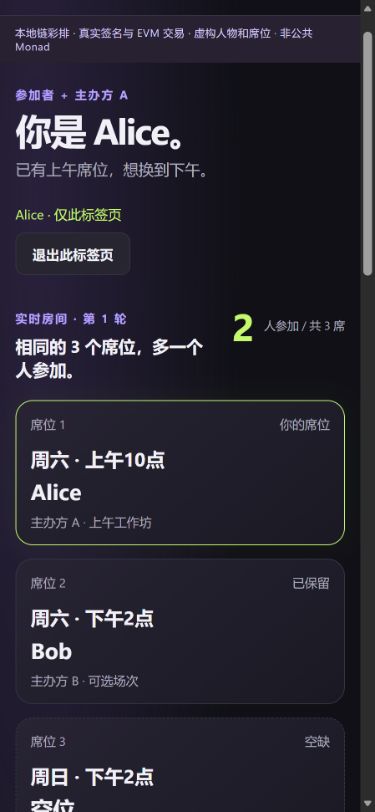 本地链彩排 · 真实签名与 EVM 交易 · 虚构人物和席位 · 非公共
Monad
参加者 + 主办方 A
你是 Alice。
已有上午席位，想换到下午。
Alice · 仅此标签页
退出此标签页
实时房间 · 第 1 轮
相同的 3 个席位，多一个
人参加。
2 人参加 / 共 3 席
席位 1 你的席位
周六 · 上午10点
Alice
主办方 A · 上午工作坊
席位 2 已保留
周六 · 下午2点
Bob
主办方 B · 可选场次
席位 3 空缺
周日 · 下午2点
空位